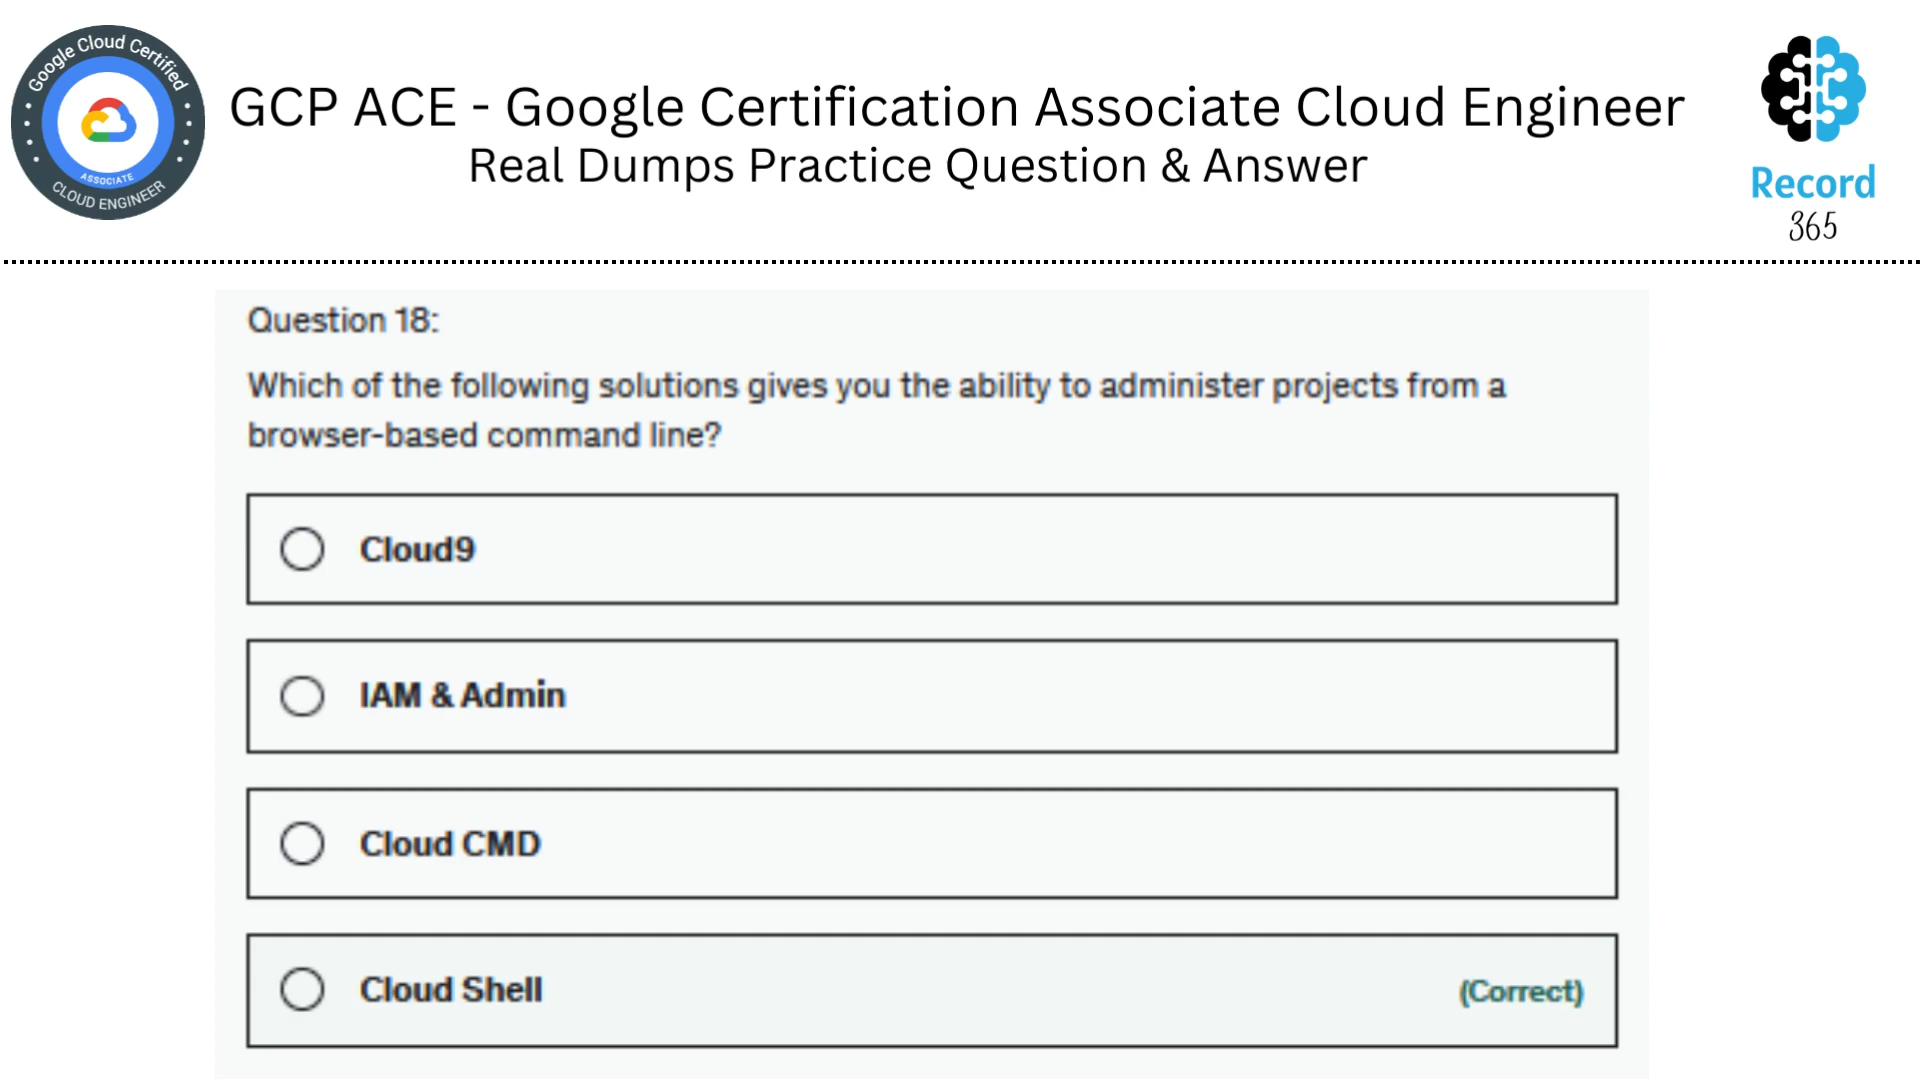 Google Cloud Certified
ASSOCIATE
CLOUD ENGINEER
GCP ACE - Google Certification Associate Cloud Engineer
Real Dumps Practice Question & Answer
Record
365
Question 18:
Which of the following solutions gives you the ability to administer projects from a
browser-based command line?
Cloud9
IAM & Admin
Cloud CMD
Cloud Shell (Correct)